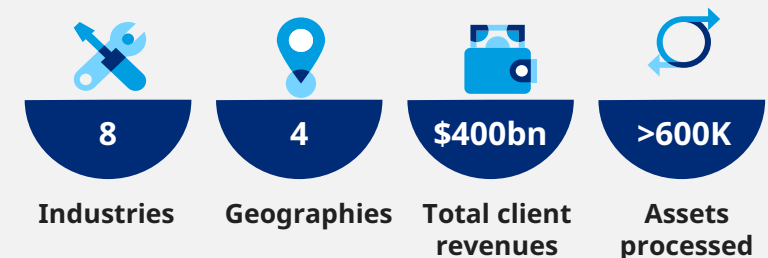 8
4
$400bn
>600K
Industries
Geographies
Total client
revenues
Assets
processed